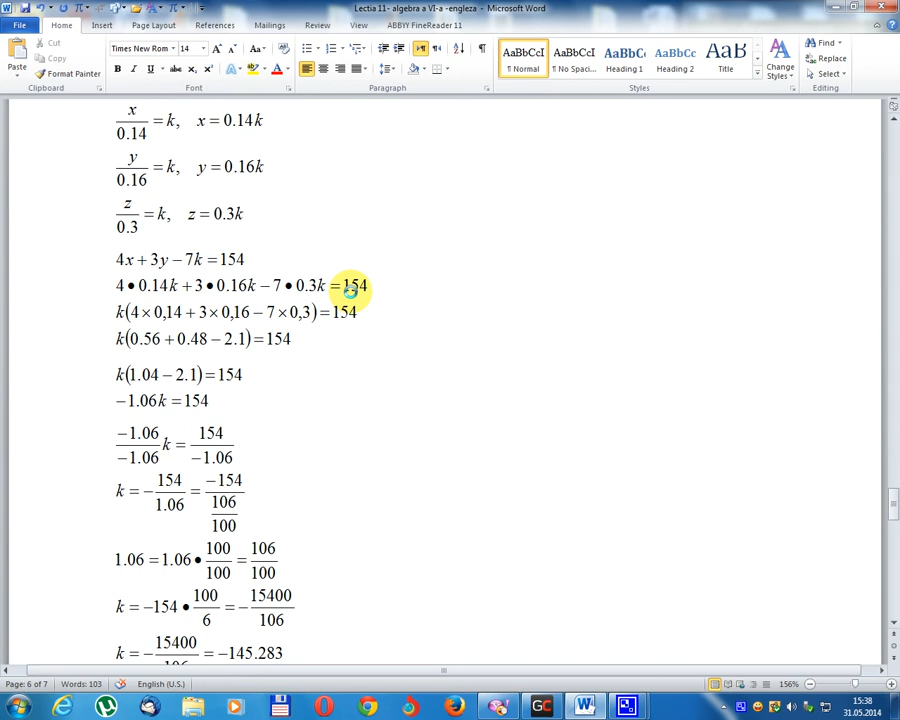 Lectia 11- algebra a VI-a -engleza - Microsoft Word
File Home Insert Page Layout References Mailings Review View ABBYY FineReader
Cut
Copy
Format Painter
Paste
Clipboard
Times New Rom 14
Font
Paragraph
AaBbCcI AaBbCcI AaBbC AaBbCc AaB
¶ Normal ¶ No Spaci... Heading 1 Heading 2 Title
Change Styles
Styles
Find
Replace
Select
Editing
x/0.14 = k, x = 0.14k
y/0.16 = k, y = 0.16k
z/0.3 = k, z = 0.3k
4x + 3y − 7k = 154
4 • 0.14k + 3 • 0.16k − 7 • 0.3k = 154
k(4 × 0,14 + 3 × 0,16 − 7 × 0,3) = 154
k(0.56 + 0.48 − 2.1) = 154
k(1.04 − 2.1) = 154
−1.06k = 154
−1.06/−1.06 k = 154/−1.06
k = − 154/1.06 = −154/(106/100)
1.06 = 1.06 • 100/100 = 106/100
k = −154 • 100/6 = − 15400/106
k = − 15400/106 = −145.283
Page: 6 of 7 Words: 103 English (U.S.) 156%
15:38
31.05.2014